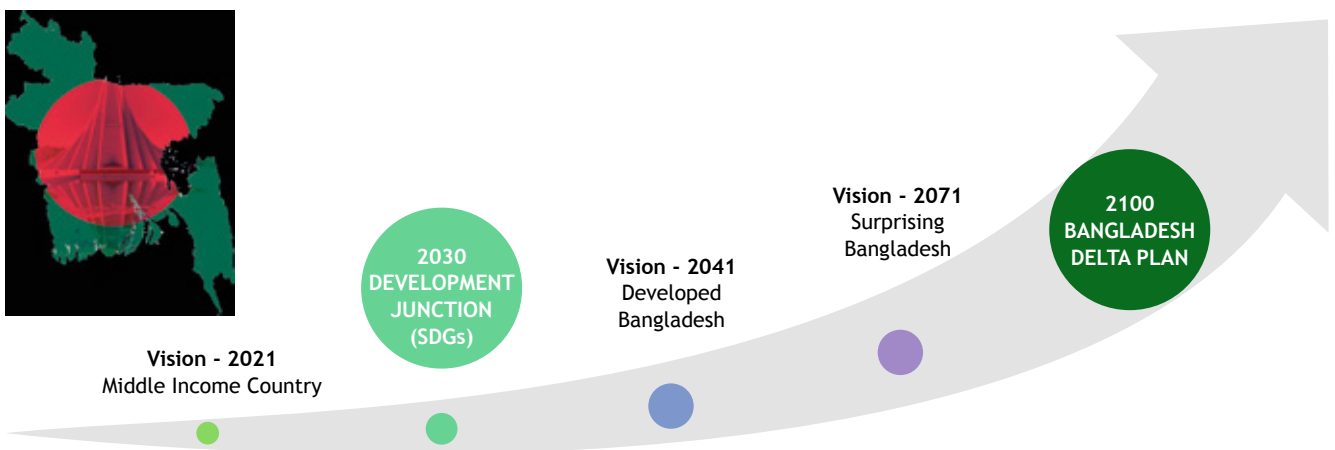 Vision - 2021
Middle Income Country
2030
DEVELOPMENT
JUNCTION
(SDGs)
Vision - 2041
Developed
Bangladesh
Vision - 2071
Surprising
Bangladesh
2100
BANGLADESH
DELTA PLAN